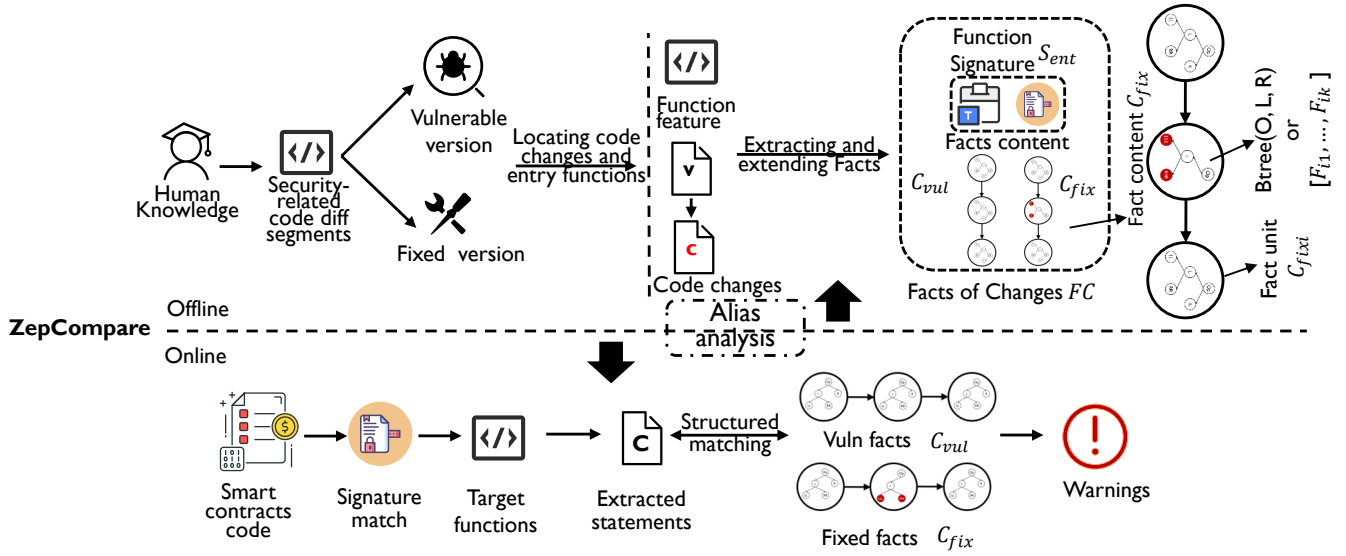 ZepCompare
Offline
Online
Human
Knowledge
</>
Security-
related
code diff
segments
Vulnerable
version
Fixed version
Locating code
changes and
entry functions
</>
Function
feature
V
C
Code changes
Extracting and
extending Facts
Function
Signature S_ent
T
Facts content
C_vul
C_fix
Facts of Changes FC
Fact content C_fix
Btree(O, L, R)
or
[F_i1, ..., F_ik ]
Fact unit
C_fixi
Alias
analysis
$
Smart
contracts
code
Signature
match
</>
Target
functions
C
Extracted
statements
Structured
matching
Vuln facts C_vul
Fixed facts C_fix
!
Warnings